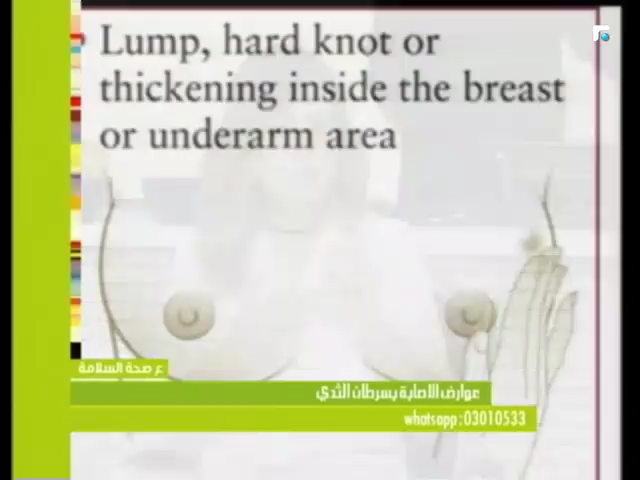 Lump, hard knot or
thickening inside the breast
or underarm area
ع صحة السلامة
عوارض الاصابة بسرطان الثدي
whatsapp:03010533